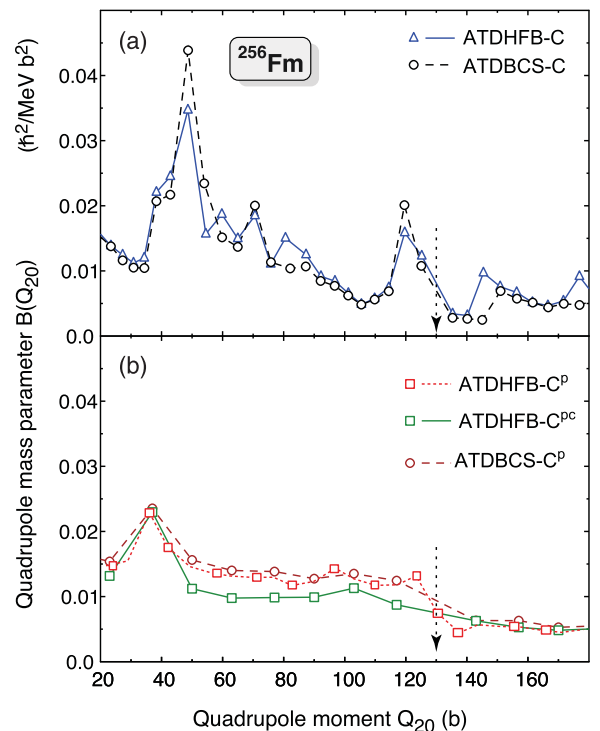 (a)
²⁵⁶Fm
ATDHFB-C
ATDBCS-C
0.04
0.03
0.02
0.01
0.0
(b)
ATDHFB-Cᵖ
ATDHFB-Cᵖᶜ
ATDBCS-Cᵖ
0.04
0.03
0.02
0.01
0.0
20 40 60 80 100 120 140 160
Quadrupole moment Q₂₀ (b)
Quadrupole mass parameter B(Q₂₀) (ħ²/MeV b²)